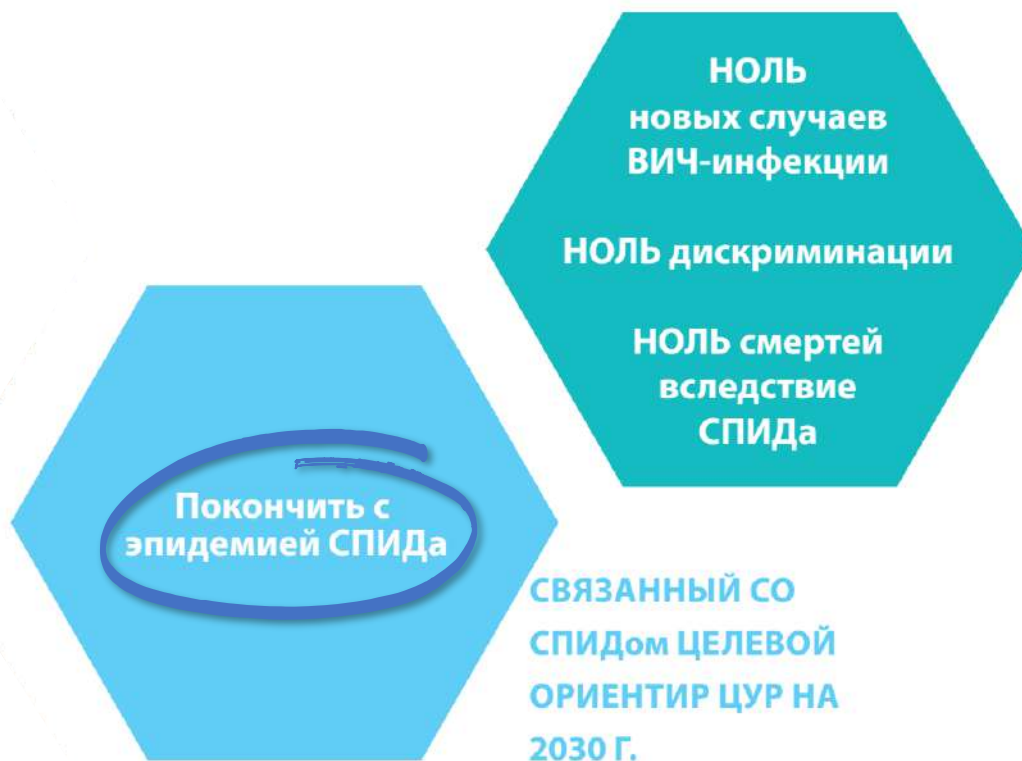 НОЛЬ
новых случаев
ВИЧ-инфекции
НОЛЬ дискриминации
НОЛЬ смертей
вследствие
СПИДа
Покончить с
эпидемией СПИДа
СВЯЗАННЫЙ СО
СПИДом ЦЕЛЕВОЙ
ОРИЕНТИР ЦУР НА
2030 Г.